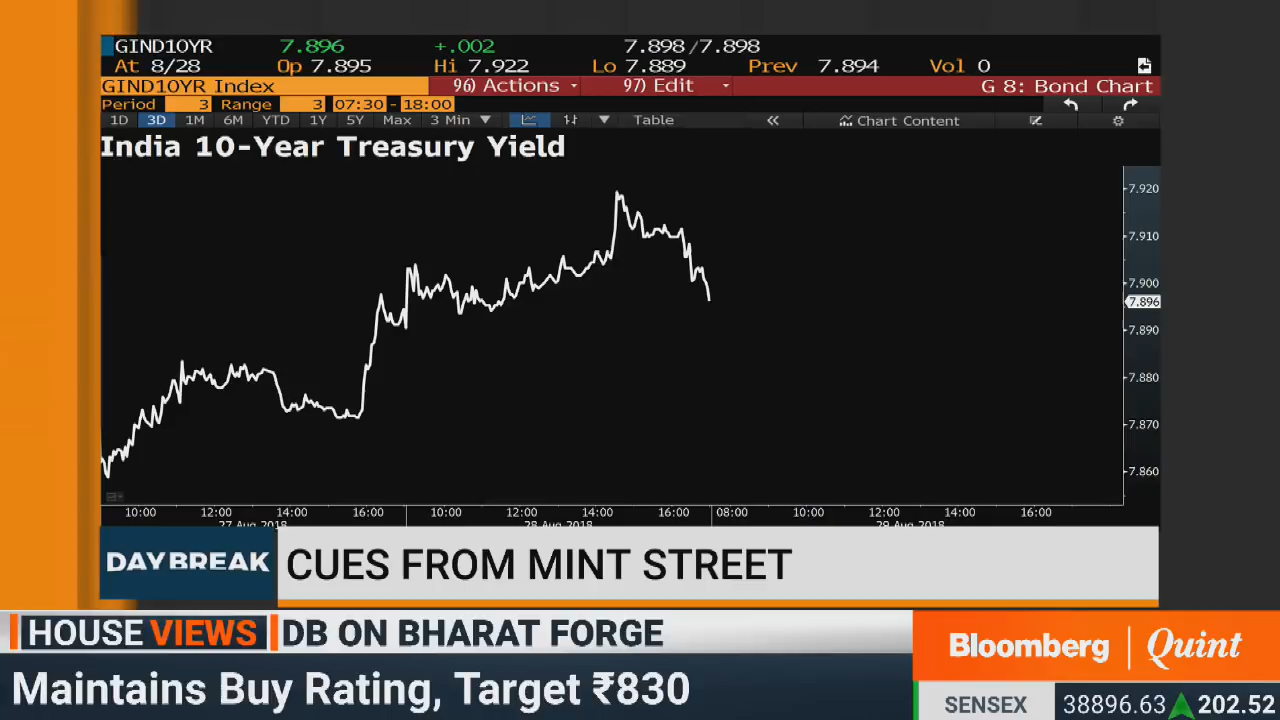 GIND10YR 7.896 +.002 7.898/7.898
At 8/28 Op 7.895 Hi 7.922 Lo 7.889 Prev 7.894 Vol 0
GIND10YR Index 96) Actions 97) Edit G 8: Bond Chart
Period 3 Range 3 07:30 - 18:00
1D 3D 1M 6M YTD 1Y 5Y Max 3 Min Table « Chart Content
India 10-Year Treasury Yield
7.920
7.910
7.900
7.896
7.890
7.880
7.870
7.860
10:00 12:00 14:00 16:00 10:00 12:00 14:00 16:00 08:00 10:00 12:00 14:00 16:00
27 Aug 2018 28 Aug 2018 29 Aug 2018
DAYBREAK CUES FROM MINT STREET
HOUSE VIEWS DB ON BHARAT FORGE
Maintains Buy Rating, Target ₹830
Bloomberg | Quint
SENSEX 38896.63 202.52